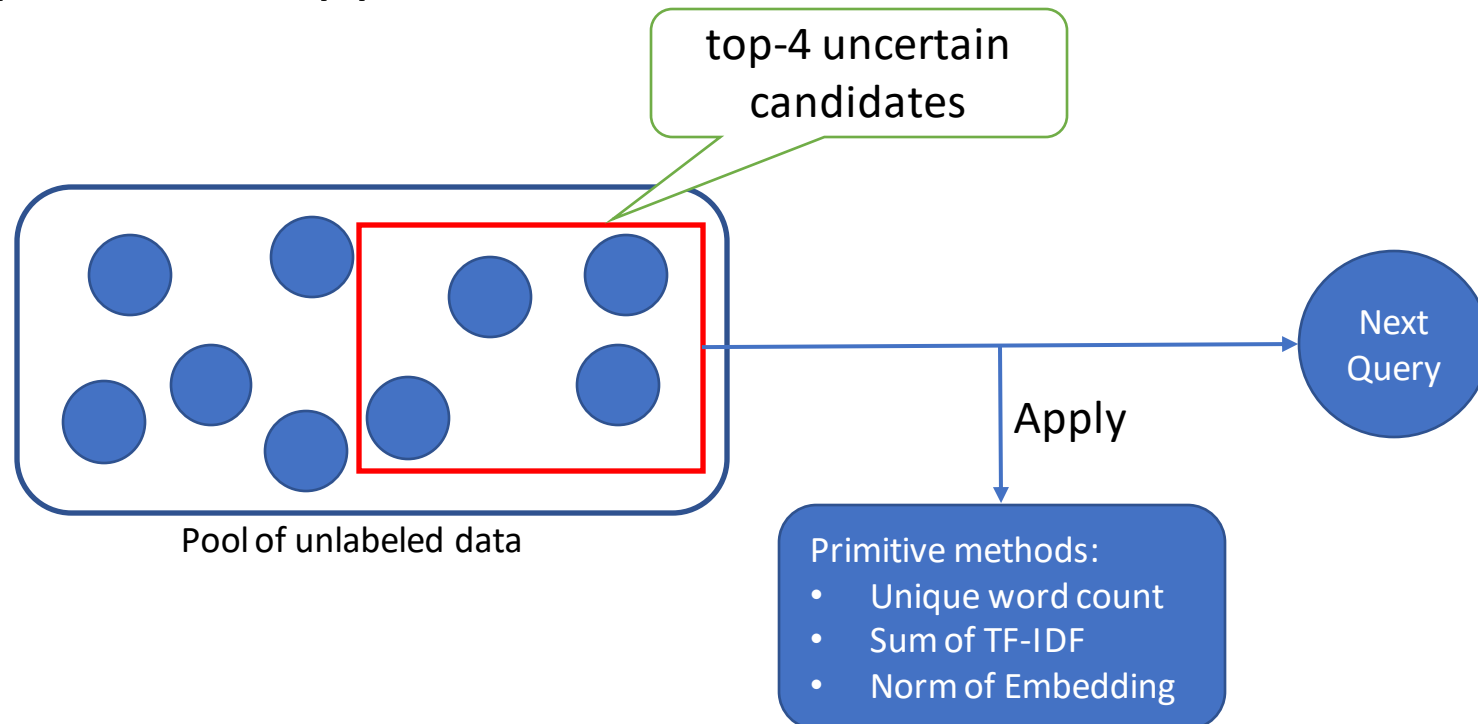 top-4 uncertain
candidates
Next
Query
Apply
Pool of unlabeled data
Primitive methods:
• Unique word count
• Sum of TF-IDF
• Norm of Embedding